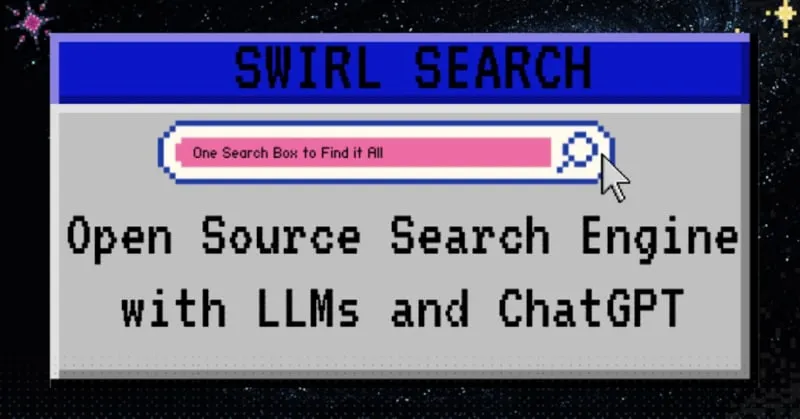 SWIRL SEARCH
One Search Box to Find it All
Open Source Search Engine
with LLMs and ChatGPT